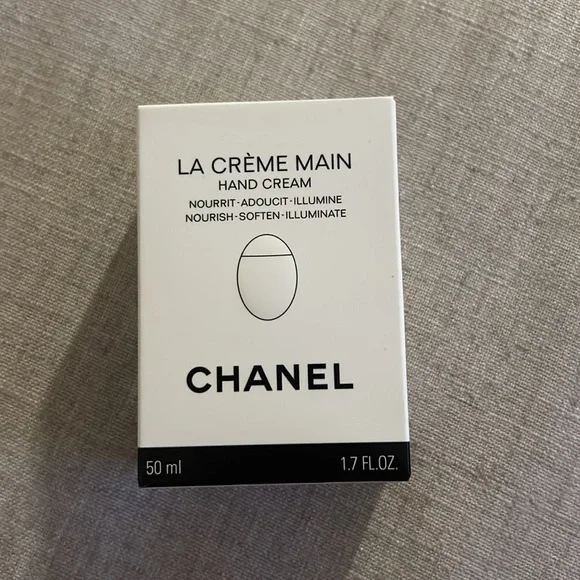 LA CRÈME MAIN
HAND CREAM
NOURRIT-ADOUCIT-ILLUMINE
NOURISH-SOFTEN-ILLUMINATE
CHANEL
50 ml 1.7 FL.OZ.